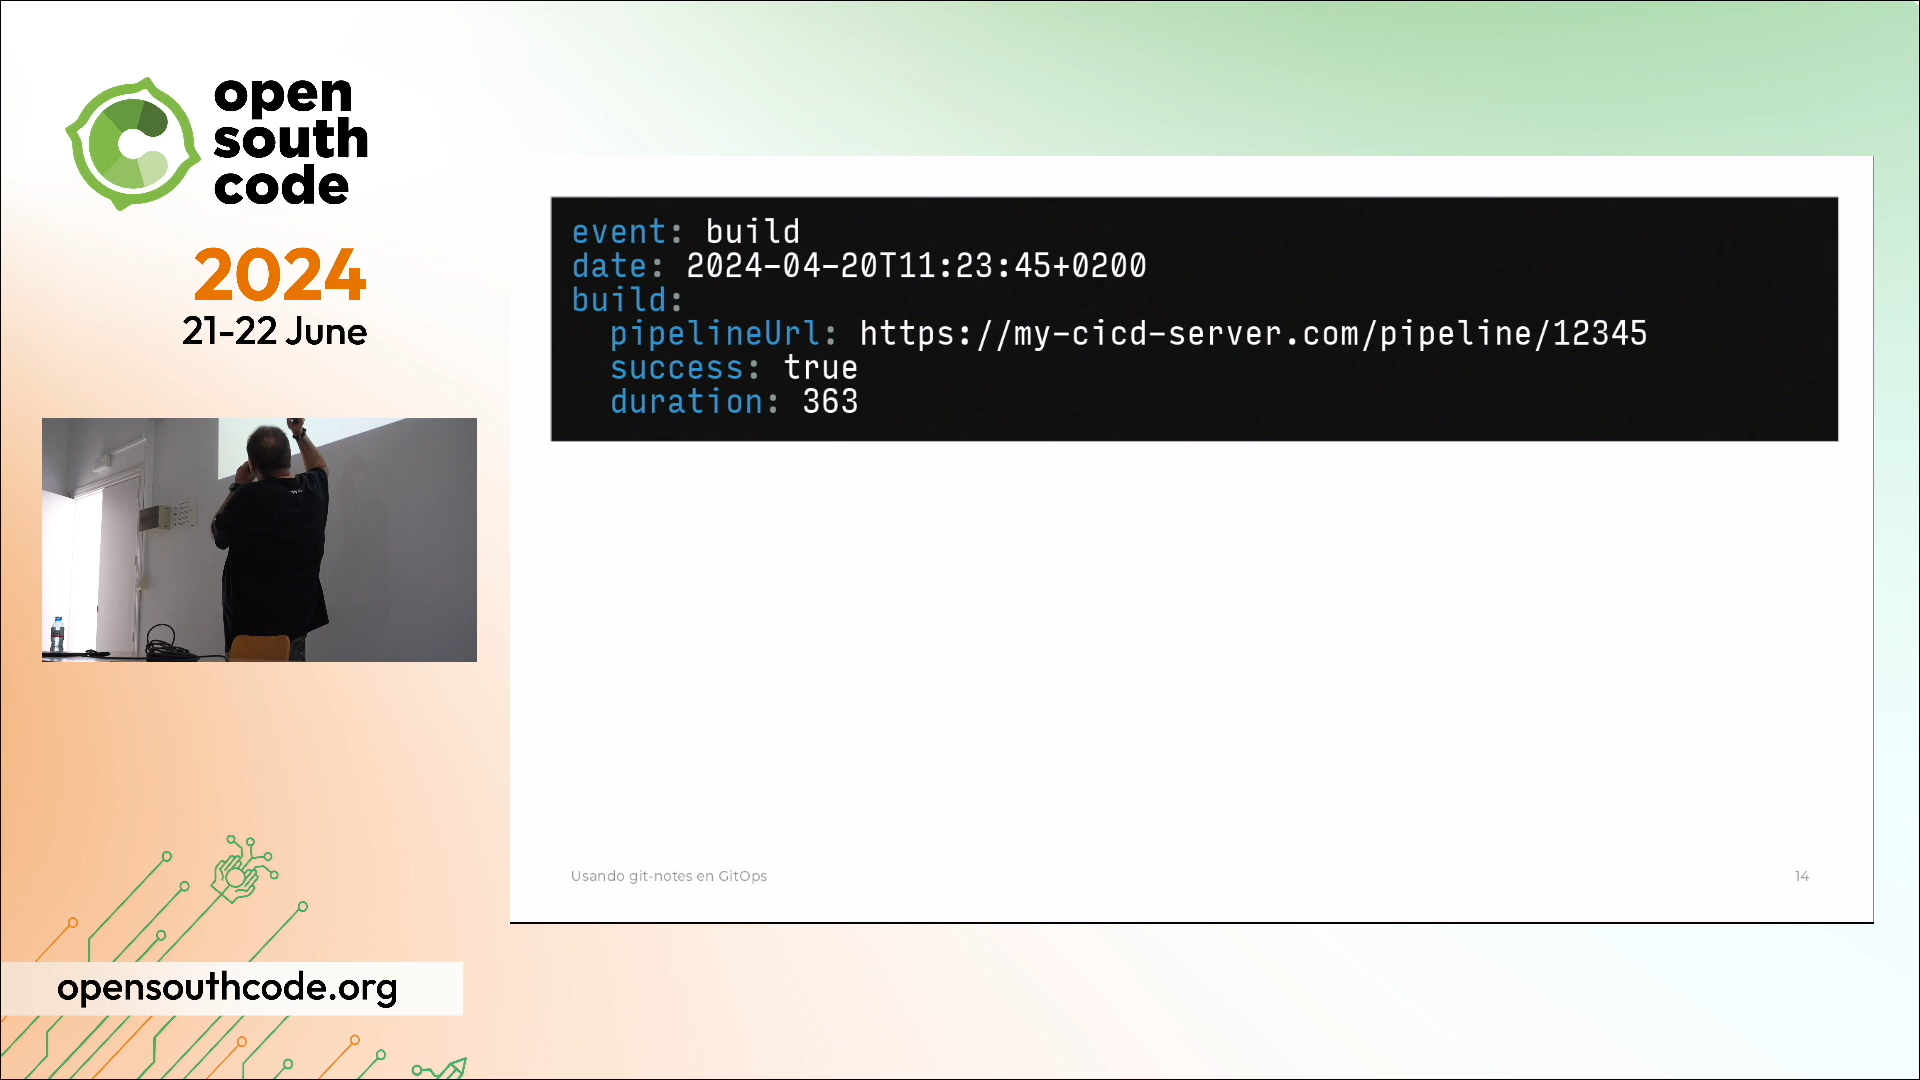 open
south
code
2024
21-22 June
event: build
date: 2024-04-20T11:23:45+0200
build:
  pipelineUrl: https://my-cicd-server.com/pipeline/12345
  success: true
  duration: 363
Usando git-notes en GitOps
14
opensouthcode.org